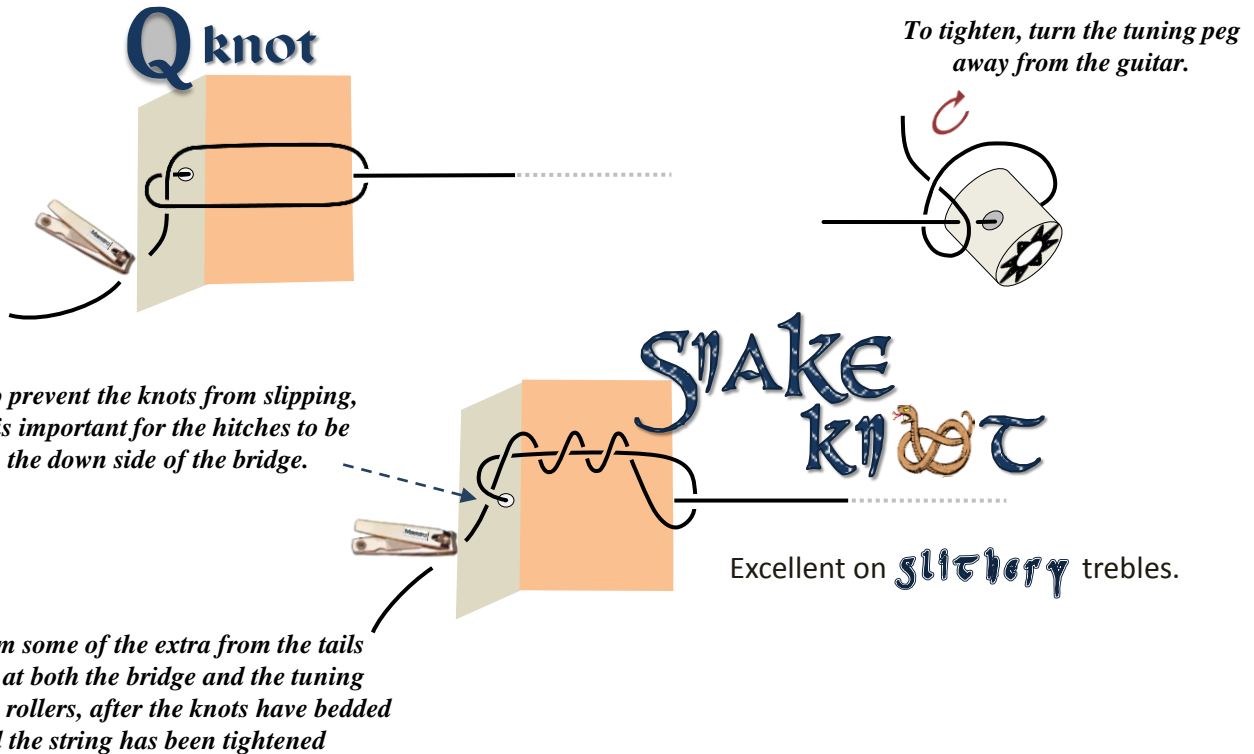 Q knot
To tighten, turn the tuning peg
away from the guitar.
prevent the knots from slipping,
is important for the hitches to be
the down side of the bridge.
Snake
knot
Excellent on slithery trebles.
some of the extra from the tails
at both the bridge and the tuning
rollers, after the knots have bedded
the string has been tightened